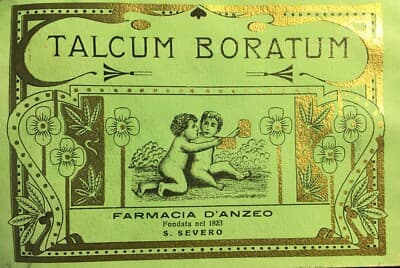 TALCUM BORATUM
FARMACIA D'ANZEO
Fondata nel 1823
S. SEVERO